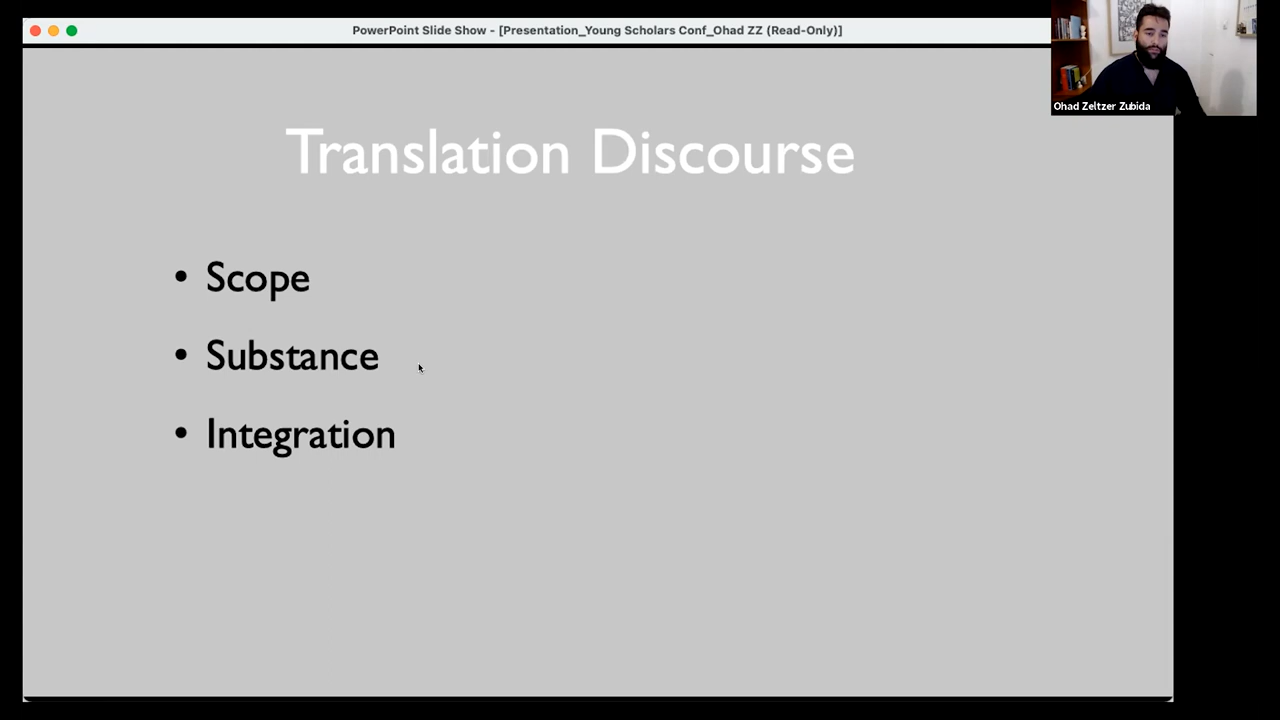 PowerPoint Slide Show - [Presentation_Young Scholars Conf_Ohad ZZ (Read-Only)]
Ohad Zeltzer Zubida
Translation Discourse
• Scope
• Substance
• Integration